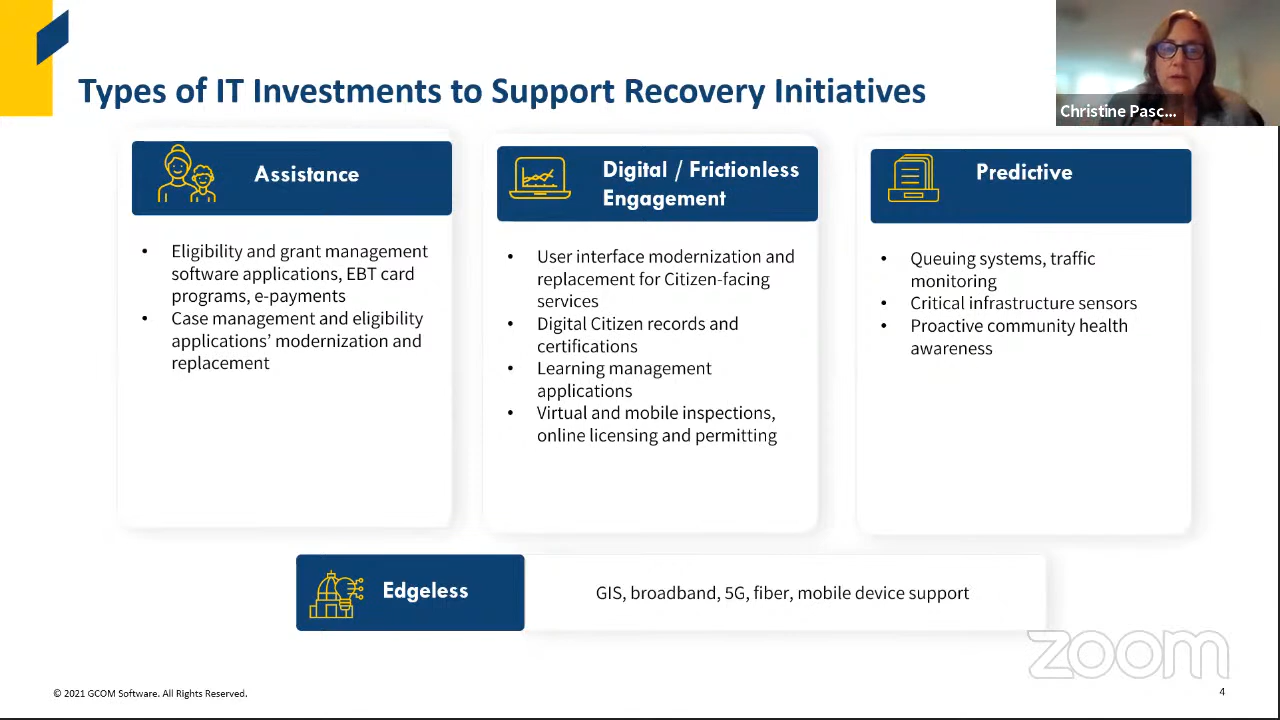 Types of IT Investments to Support Recovery Initiatives
Christine Pasc...
Assistance
• Eligibility and grant management
software applications, EBT card
programs, e-payments
• Case management and eligibility
applications’ modernization and
replacement
Digital / Frictionless
Engagement
• User interface modernization and
replacement for Citizen-facing
services
• Digital Citizen records and
certifications
• Learning management
applications
• Virtual and mobile inspections,
online licensing and permitting
Predictive
• Queuing systems, traffic
monitoring
• Critical infrastructure sensors
• Proactive community health
awareness
Edgeless
GIS, broadband, 5G, fiber, mobile device support
zoom
© 2021 GCOM Software. All Rights Reserved.
4